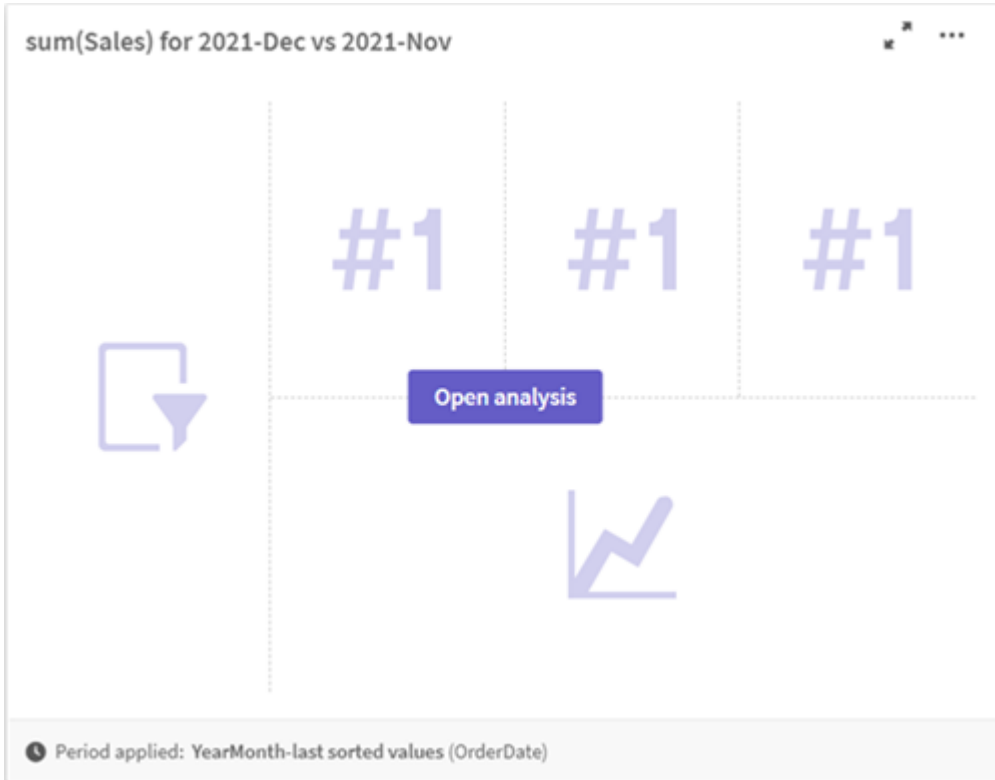 sum(Sales) for 2021-Dec vs 2021-Nov
#1 #1 #1
Open analysis
Period applied: YearMonth-last sorted values (OrderDate)